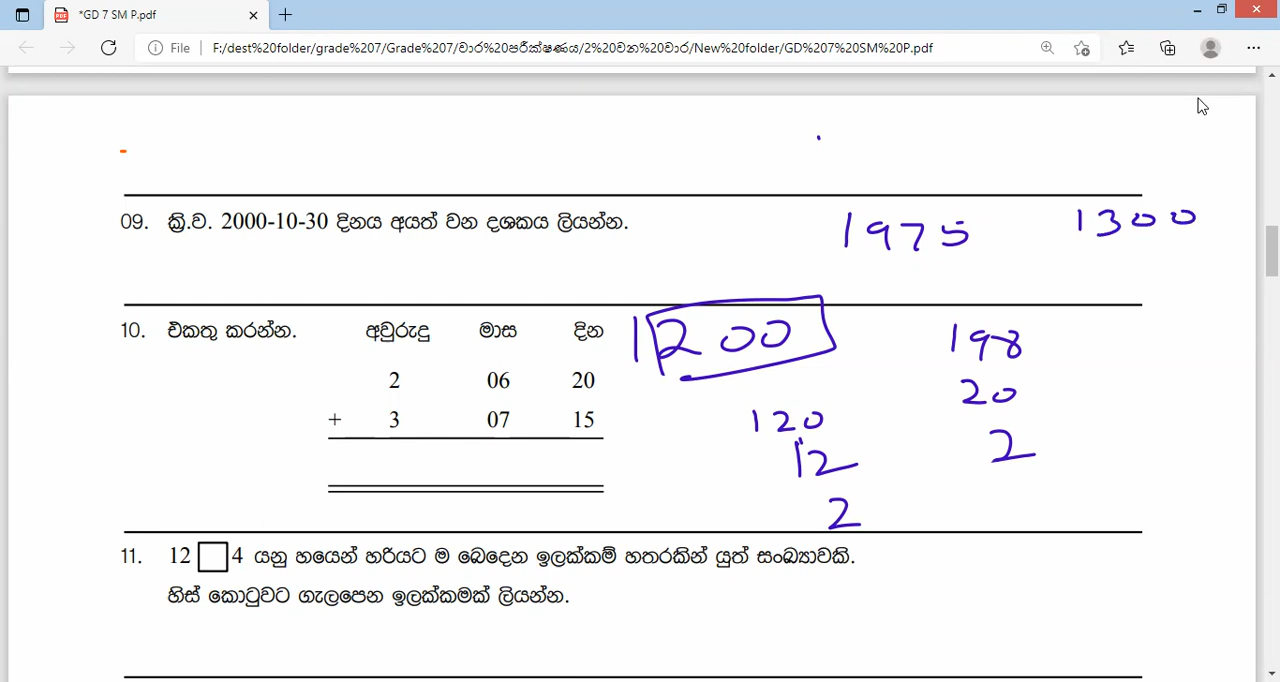 *GD 7 SM P.pdf
File F:/dest%20folder/grade%207/Grade%207/වාර%20පරීක්ෂණය/2%20වන%20වාර/New%20folder/GD%207%20SM%20P.pdf
09. ක්‍රි.ව. 2000-10-30 දිනය අයත් වන දශකය ලියන්න.
1975 1300
10. එකතු කරන්න. අවුරුදු මාස දින
1200 198
2 06 20
20
+ 3 07 15
120
12 2
2
11. 12 □ 4 යනු හයෙන් හරියට ම බෙදෙන ඉලක්කම් හතරකින් යුත් සංඛ්‍යාවකි.
හිස් කොටුවට ගැලපෙන ඉලක්කමක් ලියන්න.